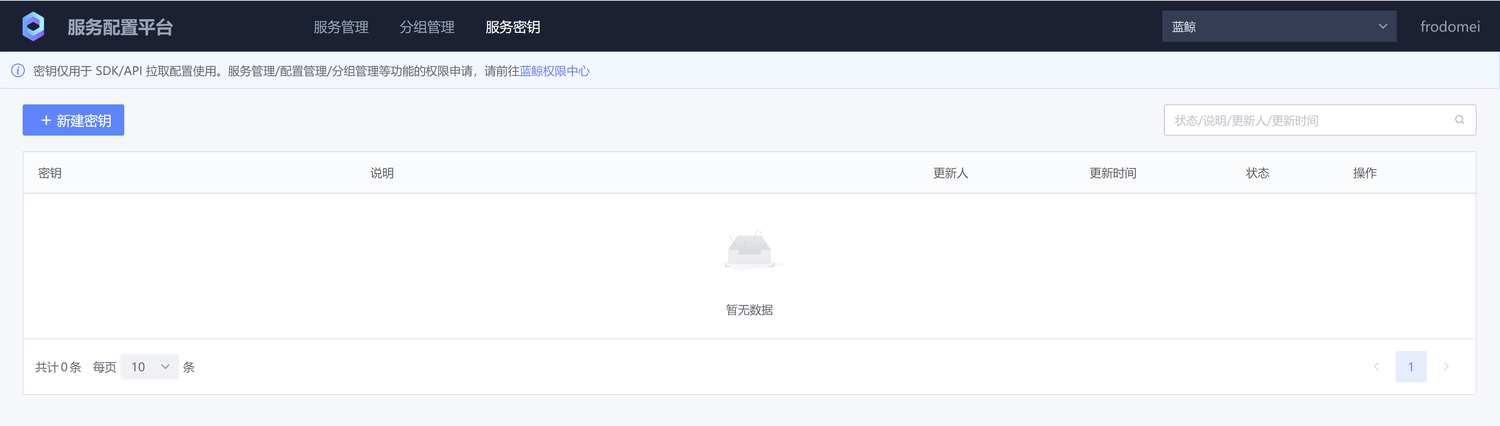 服务配置平台 服务管理 分组管理 服务密钥 蓝鲸 frodomei
密钥仅用于 SDK/API 拉取配置使用。服务管理/配置管理/分组管理等功能的权限申请，请前往蓝鲸权限中心
+ 新建密钥 状态/说明/更新人/更新时间
密钥 说明 更新人 更新时间 状态 操作
暂无数据
共计0条 每页 10 条 1